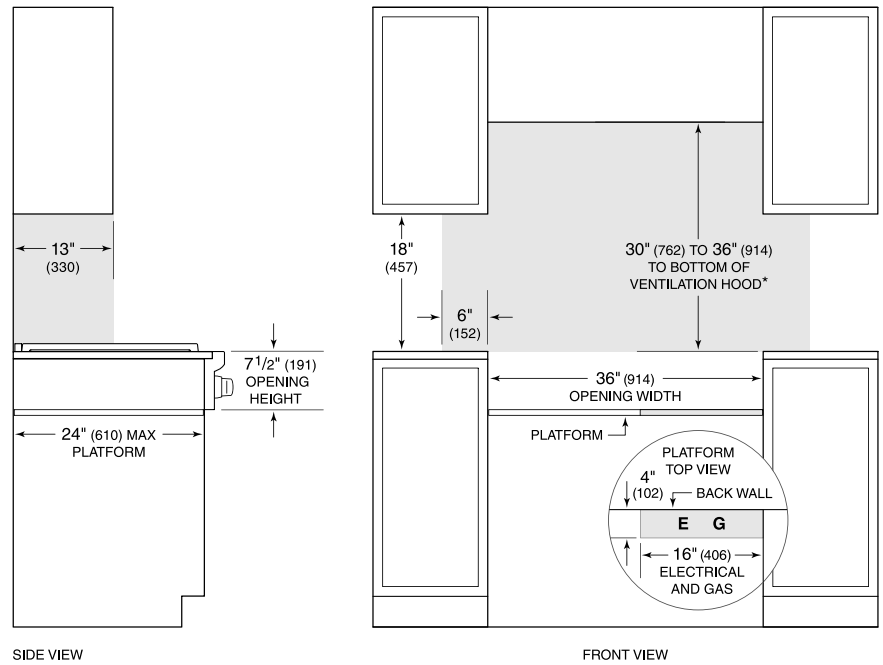 13"
(330)
7 1/2" (191)
OPENING
HEIGHT
24" (610) MAX
PLATFORM
SIDE VIEW
18"
(457)
6"
(152)
30" (762) TO 36" (914)
TO BOTTOM OF
VENTILATION HOOD*
36" (914)
OPENING WIDTH
PLATFORM
PLATFORM
TOP VIEW
4"
(102)
BACK WALL
E G
16" (406)
ELECTRICAL
AND GAS
FRONT VIEW